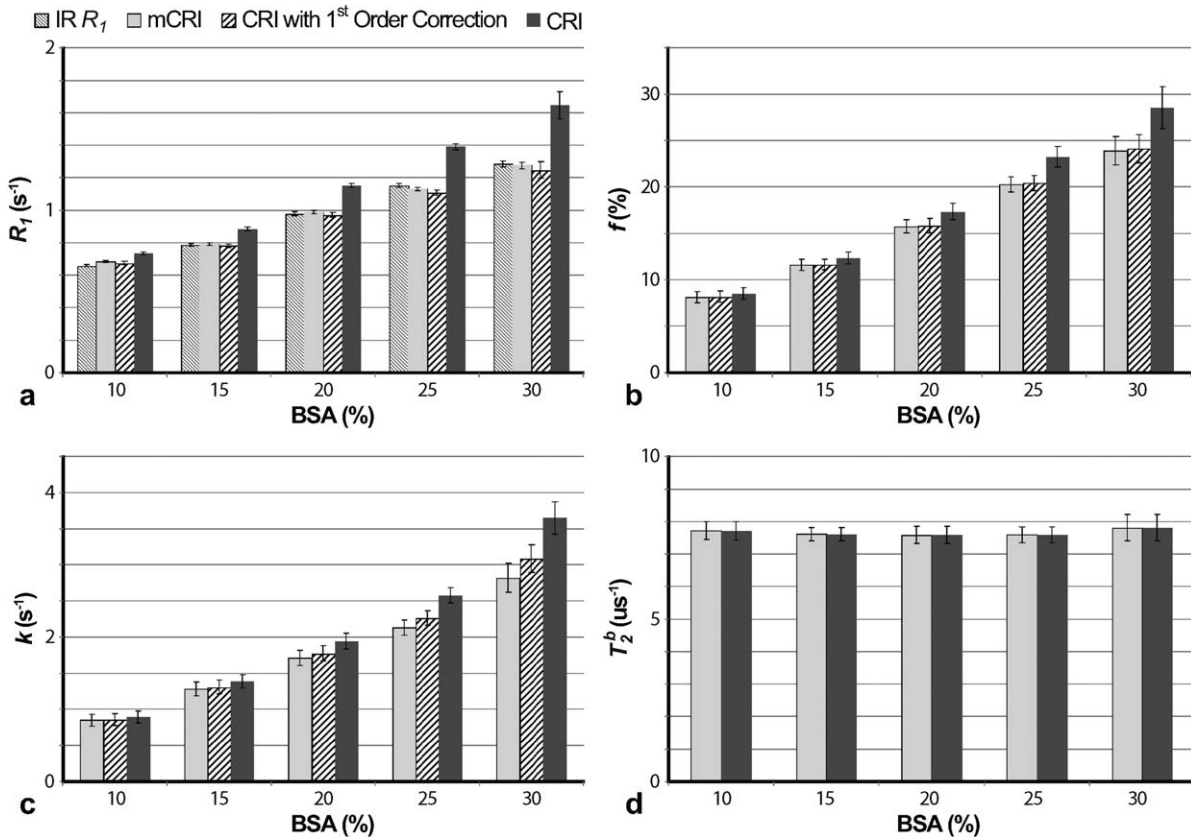 IR R1 mCRI CRI with 1st Order Correction CRI
2
1
0
R1 (s-1)
10 15 20 25 30
BSA (%)
a
30
20
10
0
f (%)
10 15 20 25 30
BSA (%)
b
4
2
0
k (s-1)
10 15 20 25 30
BSA (%)
c
10
5
0
T2b (us-1)
10 15 20 25 30
BSA (%)
d